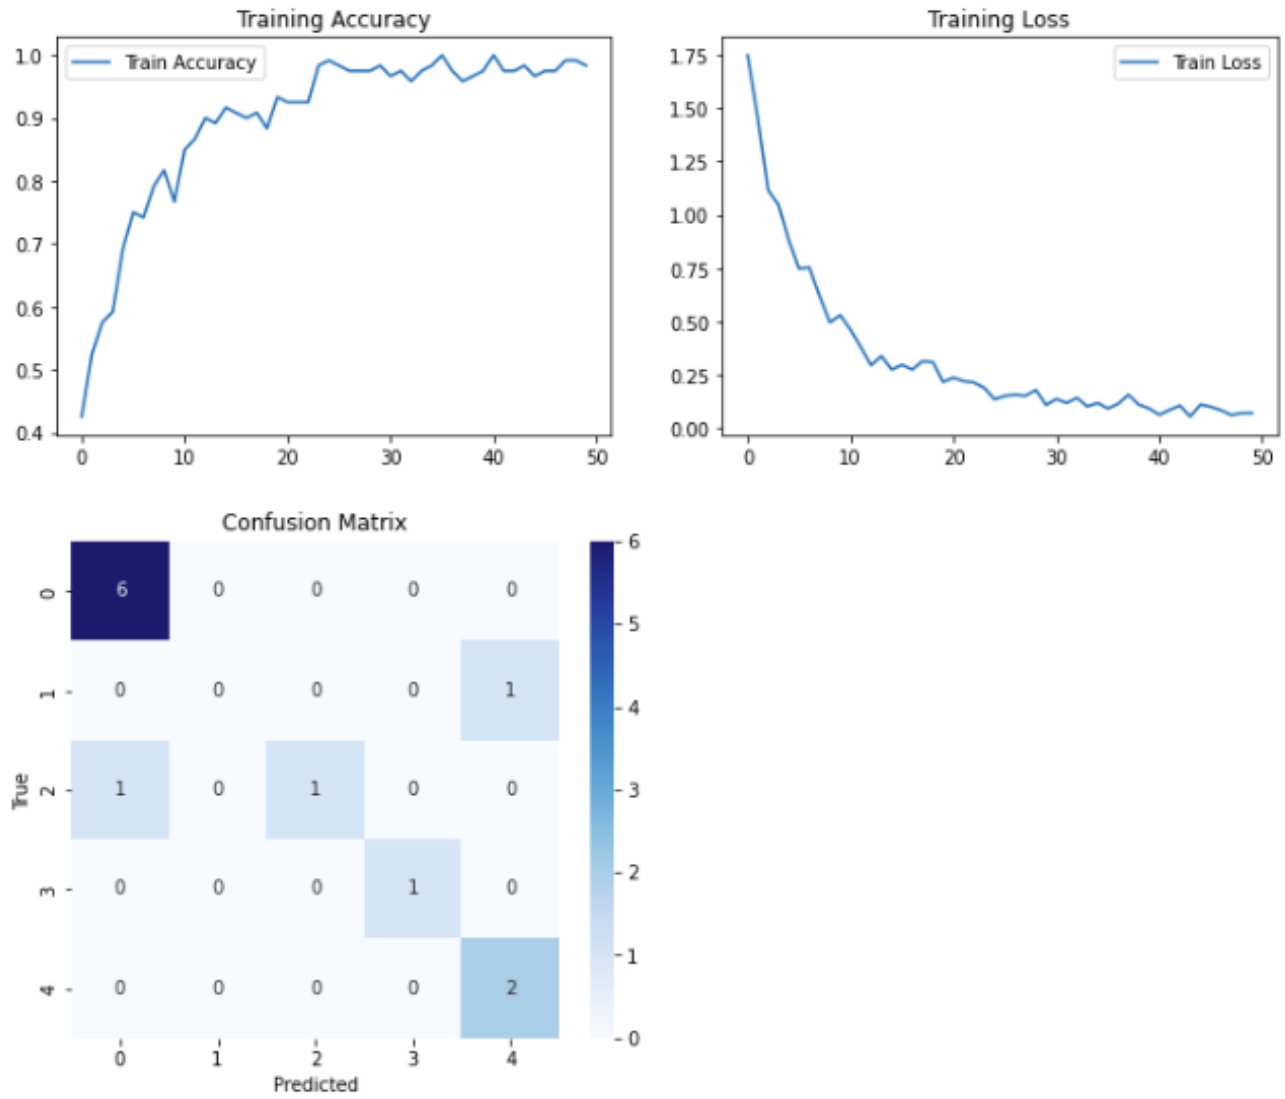 Training Accuracy
Train Accuracy
1.0
0.9
0.8
0.7
0.6
0.5
0.4
0 10 20 30 40 50
Training Loss
Train Loss
1.75
1.50
1.25
1.00
0.75
0.50
0.25
0.00
0 10 20 30 40 50
Confusion Matrix
True
0 6 0 0 0 0
1 0 0 0 0 1
2 1 0 1 0 0
3 0 0 0 1 0
4 0 0 0 0 2
0 1 2 3 4
Predicted
6
5
4
3
2
1
0